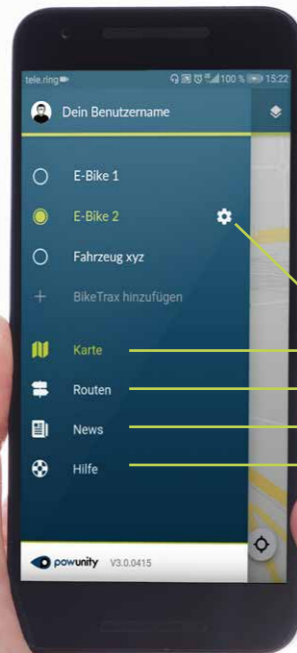 tele.ring 100 % 15:22
Dein Benutzername
E-Bike 1
E-Bike 2
Fahrzeug xyz
+ BikeTrax hinzufügen
Karte
Routen
News
Hilfe
powunity V3.0.0415